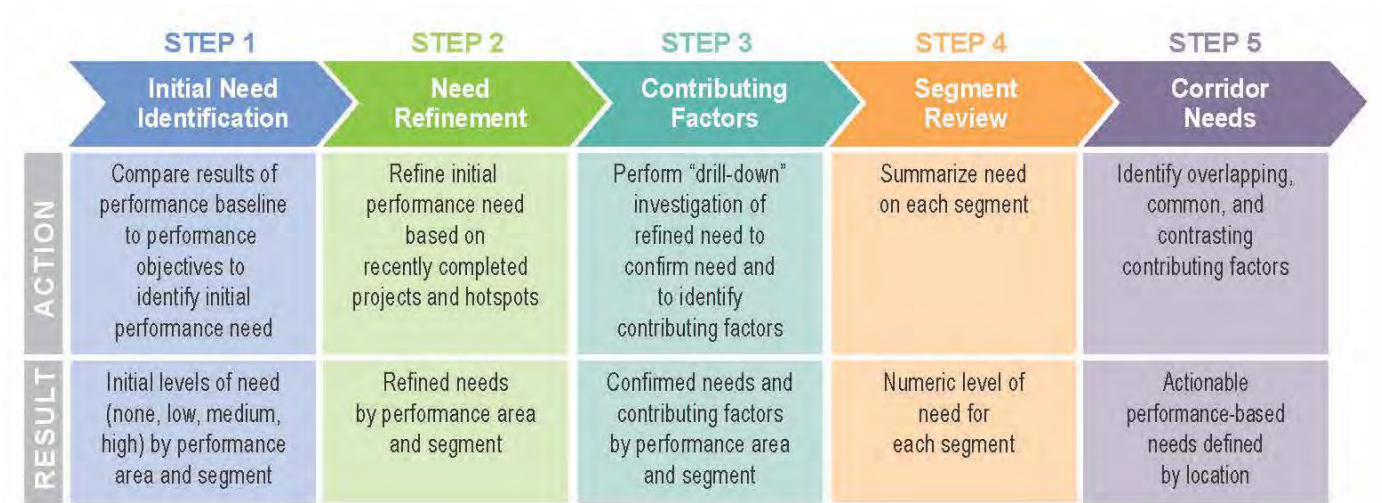 STEP 1
STEP 2
STEP 3
STEP 4
STEP 5
Initial Need
Identification
Need
Refinement
Contributing
Factors
Segment
Review
Corridor
Needs
ACTION
Compare results of
performance baseline
to performance
objectives to
identify initial
performance need
Refine initial
performance need
based on
recently completed
projects and hotspots
Perform “drill-down”
investigation of
refined need to
confirm need and
to identify
contributing factors
Summarize need
on each segment
Identify overlapping,
common, and
contrasting
contributing factors
RESULT
Initial levels of need
(none, low, medium,
high) by performance
area and segment
Refined needs
by performance area
and segment
Confirmed needs and
contributing factors
by performance area
and segment
Numeric level of
need for
each segment
Actionable
performance-based
needs defined
by location